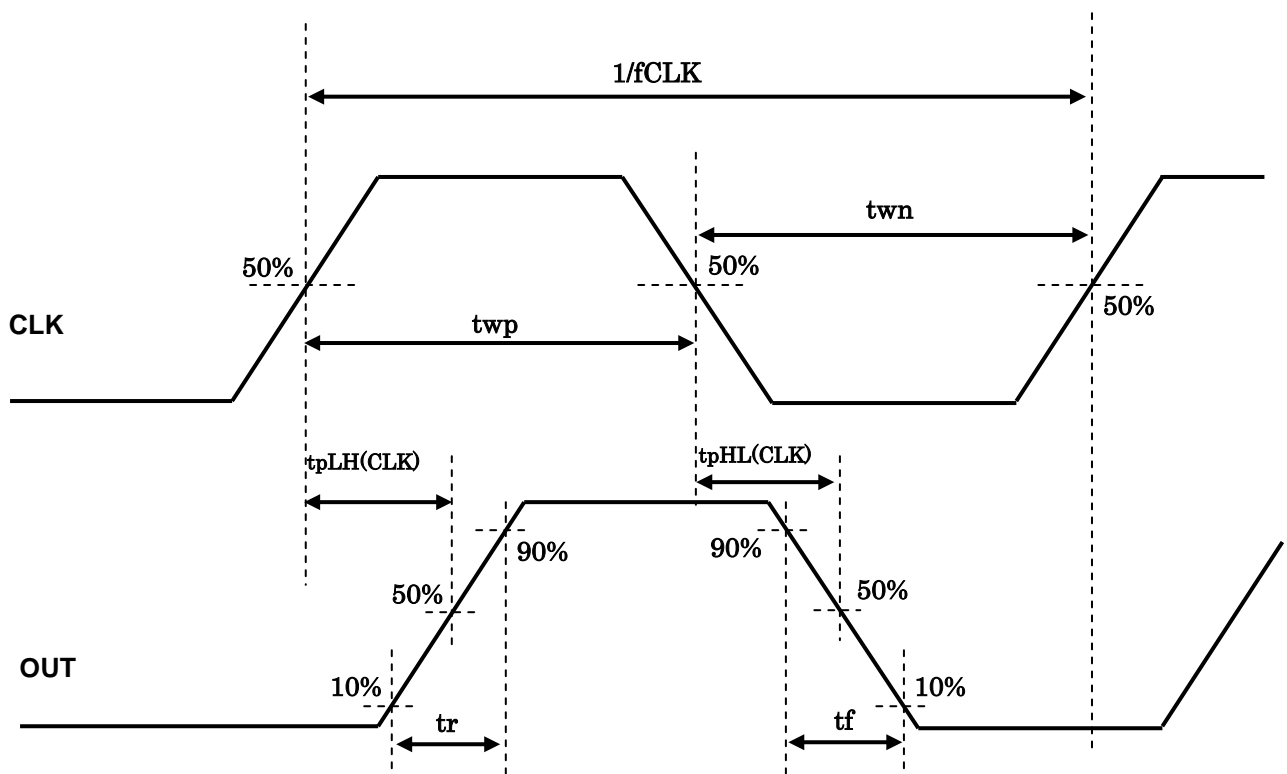 1/fCLK
twn
50%
50%
50%
CLK
twp
tpLH(CLK)
tpHL(CLK)
90%
90%
50%
50%
OUT
10%
10%
tr
tf